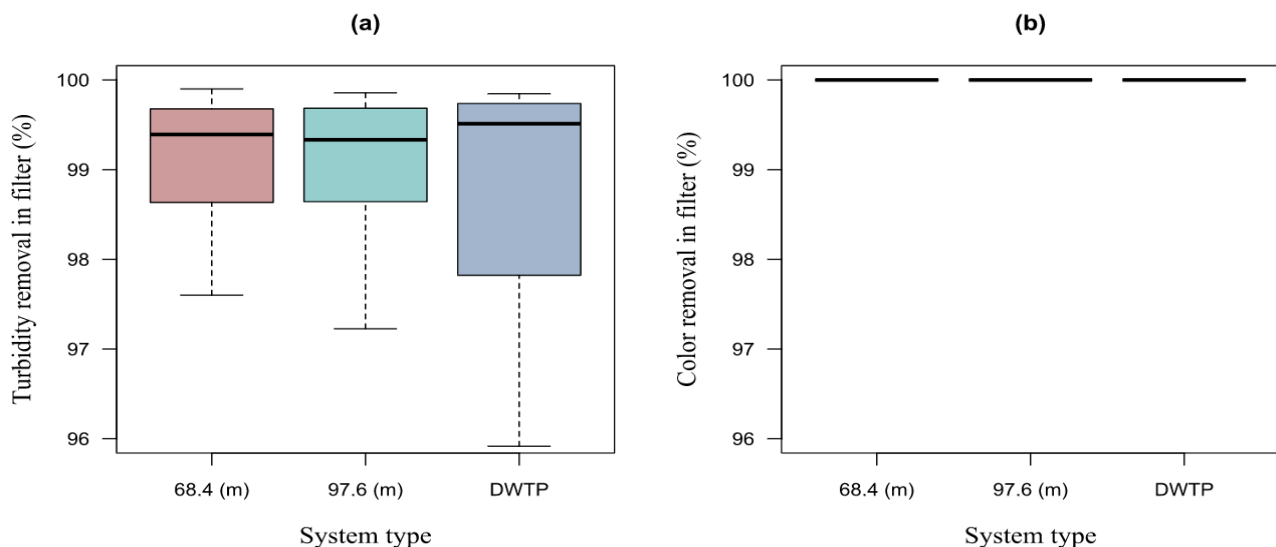 (a)
Turbidity removal in filter (%)
100
99
98
97
96
68.4 (m) 97.6 (m) DWTP
System type
(b)
Color removal in filter (%)
100
99
98
97
96
68.4 (m) 97.6 (m) DWTP
System type